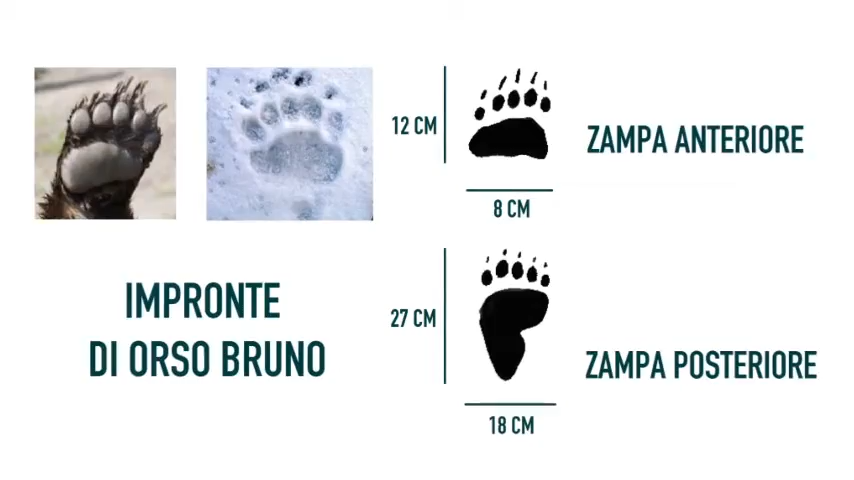 12 CM
ZAMPA ANTERIORE
8 CM
IMPRONTE
DI ORSO BRUNO
27 CM
ZAMPA POSTERIORE
18 CM